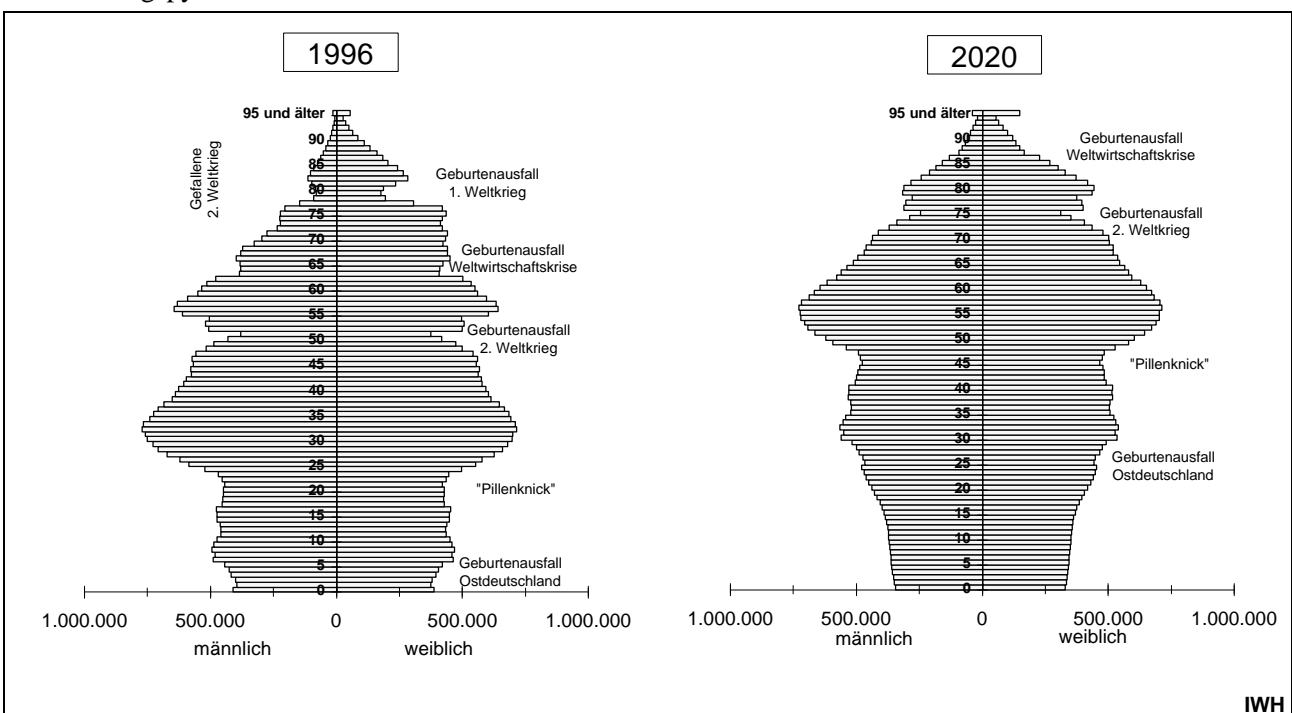 1996
95 und älter
90
85
80
75
70
65
60
55
50
45
40
35
30
25
20
15
10
5
0
Gefallene
2. Weltkrieg
Geburtenausfall
1. Weltkrieg
Geburtenausfall
Weltwirtschaftskrise
Geburtenausfall
2. Weltkrieg
"Pillenknick"
Geburtenausfall
Ostdeutschland
1.000.000 500.000 0 500.000 1.000.000
männlich weiblich
2020
95 und älter
90
85
80
75
70
65
60
55
50
45
40
35
30
25
20
15
10
5
0
Geburtenausfall
Weltwirtschaftskrise
Geburtenausfall
2. Weltkrieg
"Pillenknick"
Geburtenausfall
Ostdeutschland
1.000.000 500.000 0 500.000 1.000.000
männlich weiblich
IWH